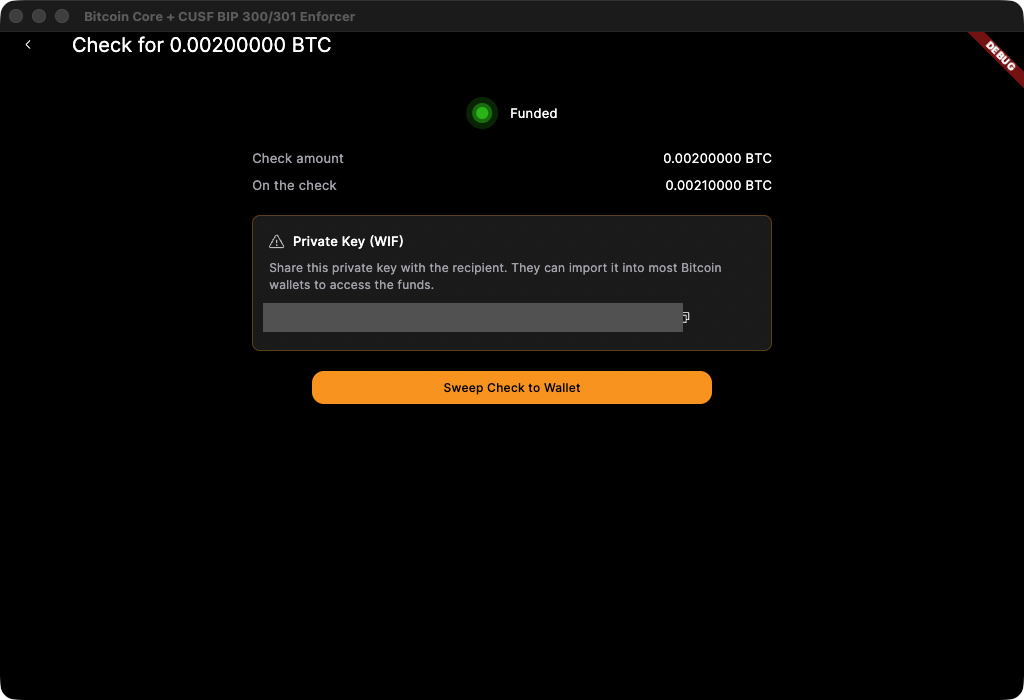 Bitcoin Core + CUSF BIP 300/301 Enforcer
Check for 0.00200000 BTC
DEBUG
Funded
Check amount 0.00200000 BTC
On the check 0.00210000 BTC
Private Key (WIF)
Share this private key with the recipient. They can import it into most Bitcoin
wallets to access the funds.
Sweep Check to Wallet